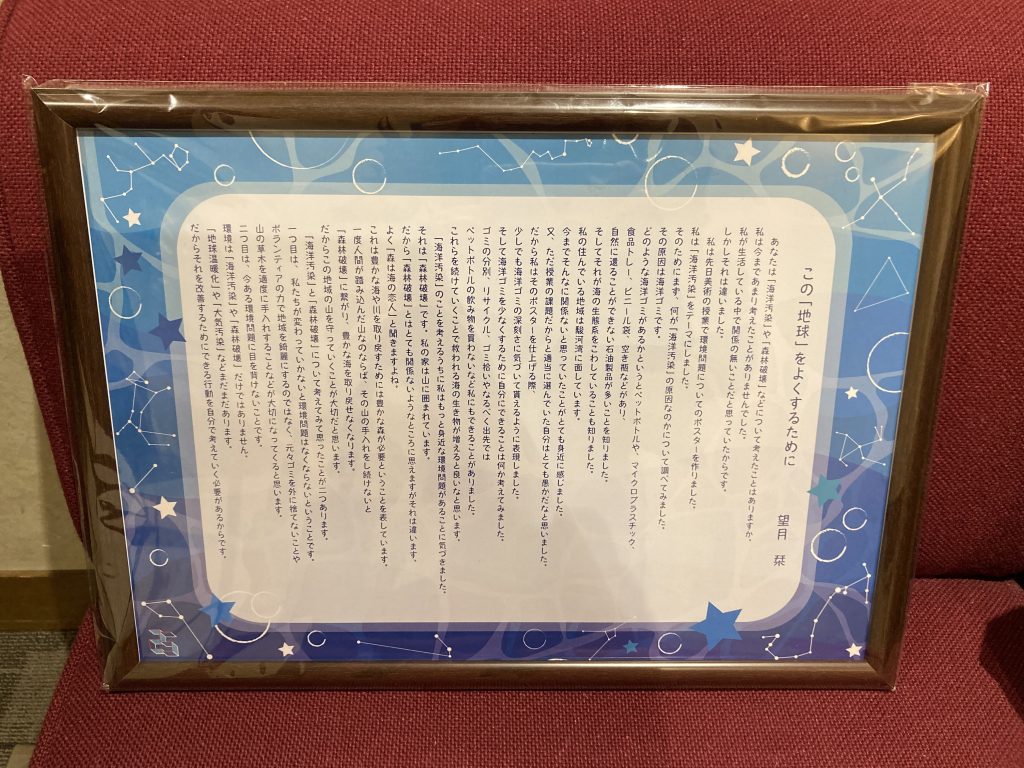 この「地球」をよくするために
望月 栞
あなたは「海洋汚染」や「森林破壊」などについて考えたことはありますか。
私は今まであまり考えたことがありませんでした。
私が生活している中で関係の無いことだと思っていたからです。
しかしそれは違いました。
私は先日美術の授業で環境問題についてのポスターを作りました。
私は「海洋汚染」をテーマにしました。
そのためにまず、何が「海洋汚染」の原因なのかについて調べてみました。
その原因は海洋ゴミです。
どのような海洋ゴミがあるかというとペットボトルや、マイクロプラスチック、
食品トレー、ビニール袋、空き瓶などがあり、
自然に還ることができない石油製品が多いことを知りました。
そしてそれが海の生態系をこわしていることも知りました。
私の住んでいる地域は駿河湾に面しています。
今までそんなに関係ないと思っていたことがとても身近に感じました。
又、ただ授業の課題だからと適当に選んでいた自分はとても愚かだなと思いました。
だから私はそのポスターを仕上げる際、
少しでも海洋ゴミの深刻さに気づいて貰えるように表現しました。
そして海洋ゴミを少なくするために自分にできることは何か考えてみました。
ゴミの分別、リサイクル、ゴミ拾いやなるべく出先では
ペットボトルの飲み物を買わないなど私にもできることがありました。
これらを続けていくことで救われる海の生き物が増えると良いなと思います。
「海洋汚染」のことを考えるうちに私はもっと身近な環境問題があることに気づきました。
それは「森林破壊」です。私の家は山に囲まれています。
だから「森林破壊」とはとても関係ないようなところに思えますがそれは違います。
よく「森は海の恋人」と聞きますよね。
これは豊かな海や川を取り戻すためには豊かな森が必要ということを表しています。
一度人間が踏み込んだ山なのならば、その山の手入れをし続けないと
「森林破壊」に繋がり、豊かな海を取り戻せなくなります。
だからこの地域の山を守っていくことが大切だと思います。
「海洋汚染」と「森林破壊」について考えてみて思ったことが二つあります。
一つ目は、私たちが変わっていかないと環境問題はなくならないということです。
ボランティアの力で地域を綺麗にするのではなく、元々ゴミを外に捨てないことや
山の草木を適度に手入れすることなどが大切になってくると思います。
二つ目は、今ある環境問題に目を背けないことです。
環境は「海洋汚染」や「森林破壊」だけではありません。
「地球温暖化」や「大気汚染」などまだまだあります。
だからそれを改善するためにできる行動を自分で考えていく必要があるからです。